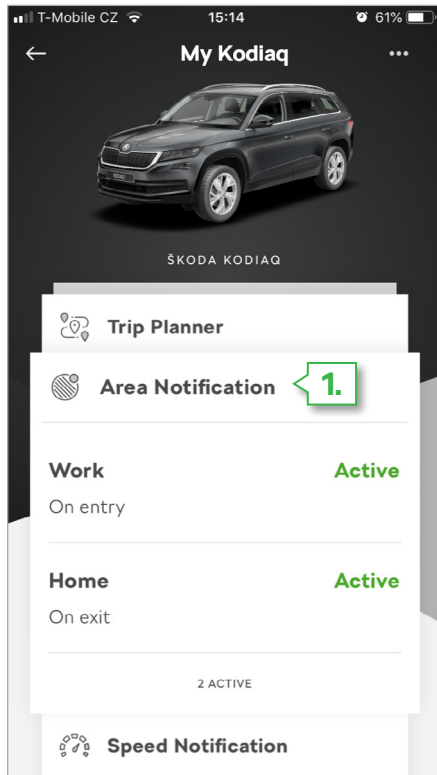 T-Mobile CZ 15:14 61%
My Kodiaq
ŠKODA KODIAQ
Trip Planner
Area Notification 1.
Work Active
On entry
Home Active
On exit
2 ACTIVE
Speed Notification